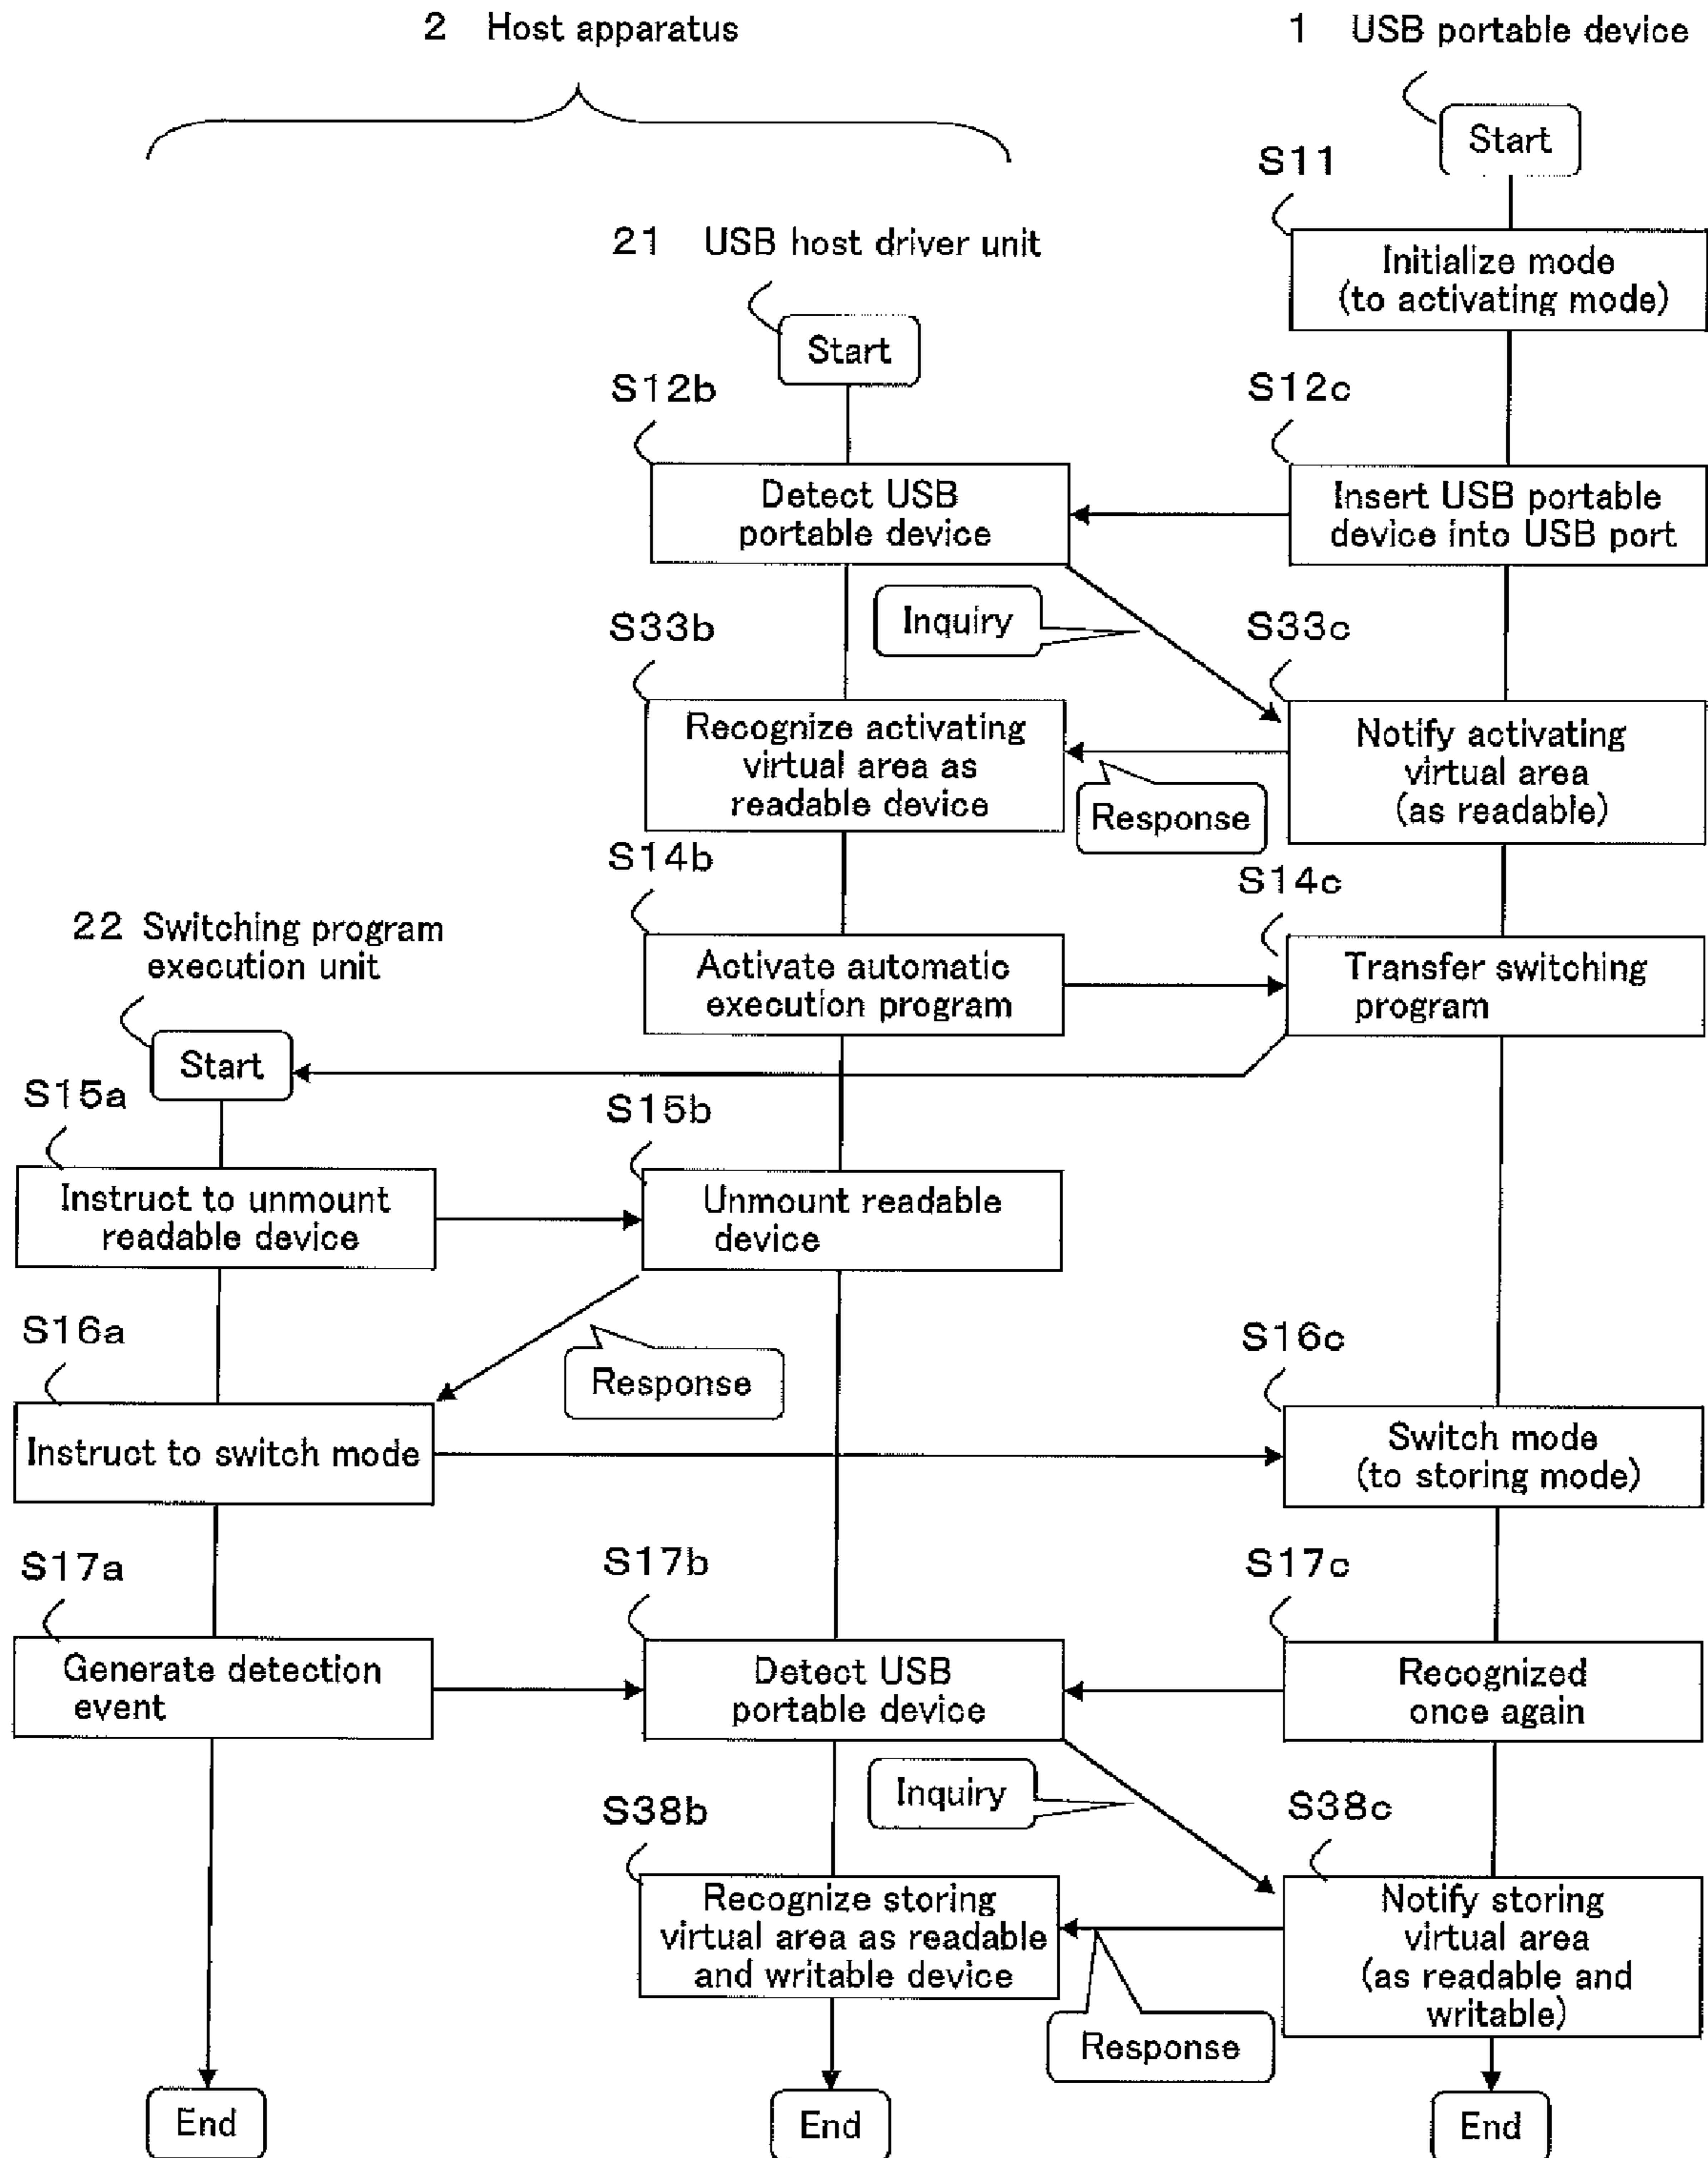 2 Host apparatus
1 USB portable device
Start
S11
Initialize mode
(to activating mode)
21 USB host driver unit
Start
S12b
S12c
Detect USB
portable device
Insert USB portable
device into USB port
Inquiry
S33b
S33c
Recognize activating
virtual area as
readable device
Notify activating
virtual area
(as readable)
Response
S14b
S14c
22 Switching program
execution unit
Activate automatic
execution program
Transfer switching
program
Start
S15a
S15b
Instruct to unmount
readable device
Unmount readable
device
S16a
S16c
Response
Instruct to switch mode
Switch mode
(to storing mode)
S17a
S17b
S17c
Generate detection
event
Detect USB
portable device
Recognized
once again
Inquiry
S38b
S38c
Recognize storing
virtual area as readable
and writable device
Notify storing
virtual area
(as readable and
writable)
Response
End
End
End